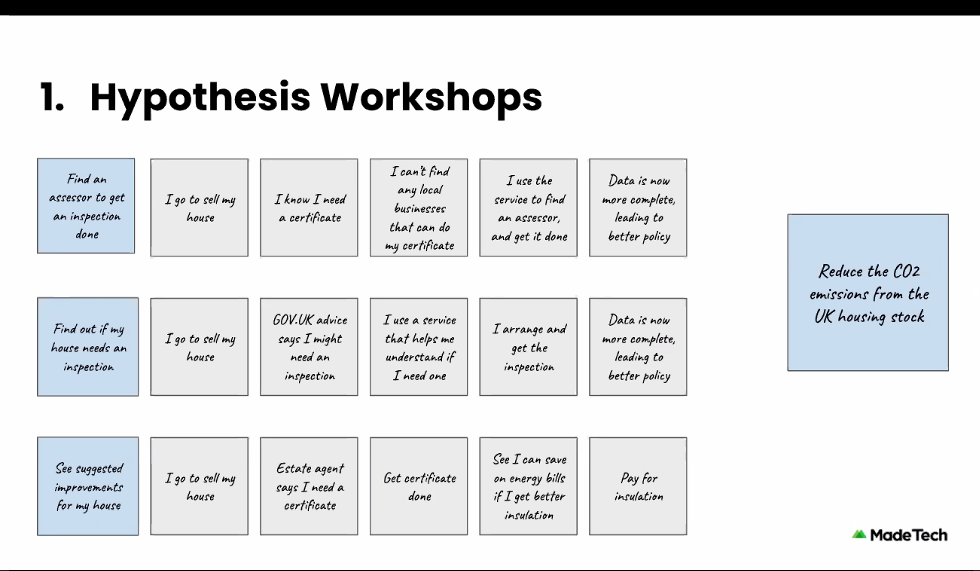 1. Hypothesis Workshops
Find an
assessor to get
an inspection
done
I go to sell my
house
I know I need
a certificate
I can't find
any local
businesses
that can do
my certificate
I use the
service to find
an assessor,
and get it done
Data is now
more complete,
leading to
better policy
Find out if my
house needs an
inspection
I go to sell my
house
GOV.UK advice
says I might
need an
inspection
I use a service
that helps me
understand if
I need one
I arrange and
get the
inspection
Data is now
more complete,
leading to
better policy
See suggested
improvements
for my house
I go to sell my
house
Estate agent
says I need a
certificate
Get certificate
done
See I can save
on energy bills
if I get better
insulation
Pay for
insulation
Reduce the CO2
emissions from the
UK housing stock
MadeTech